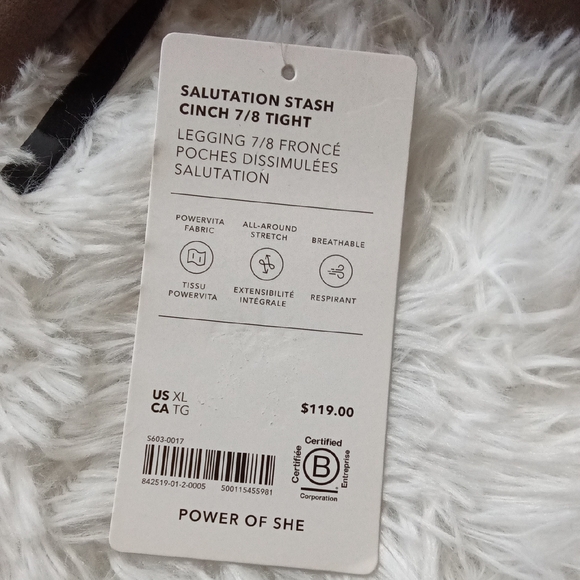 SALUTATION STASH
CINCH 7/8 TIGHT
LEGGING 7/8 FRONCÉ
POCHES DISSIMULÉES
SALUTATION
POWERVITA
FABRIC
TISSU
POWERVITA
ALL-AROUND
STRETCH
EXTENSIBILITÉ
INTÉGRALE
BREATHABLE
RESPIRANT
US XL
CA TG
$119.00
S603-0017
842519-01-2-0005 500115455981
Certified
Certifiée
B
Entreprise
Corporation
POWER OF SHE